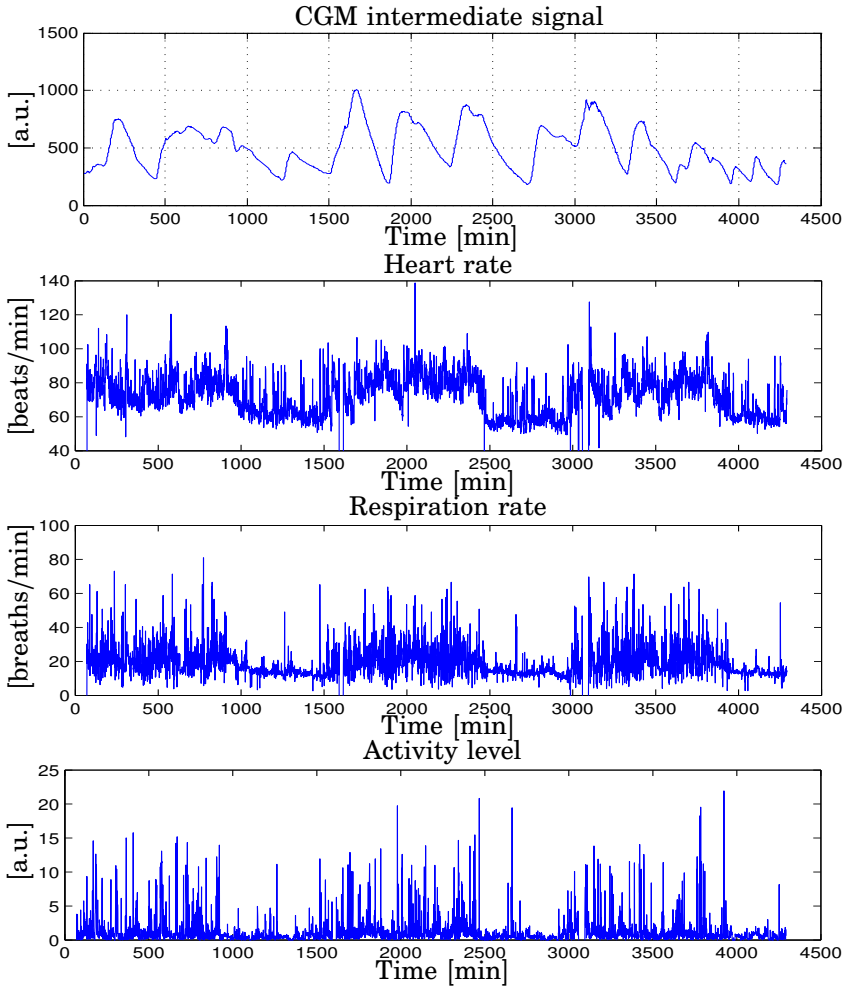 CGM intermediate signal
1500
1000
500
0
[a.u.]
0 500 1000 1500 2000 2500 3000 3500 4000 4500
Time [min]
Heart rate
140
120
100
80
60
40
[beats/min]
0 500 1000 1500 2000 2500 3000 3500 4000 4500
Time [min]
Respiration rate
100
80
60
40
20
0
[breaths/min]
0 500 1000 1500 2000 2500 3000 3500 4000 4500
Time [min]
Activity level
25
20
15
10
5
0
[a.u.]
0 500 1000 1500 2000 2500 3000 3500 4000 4500
Time [min]